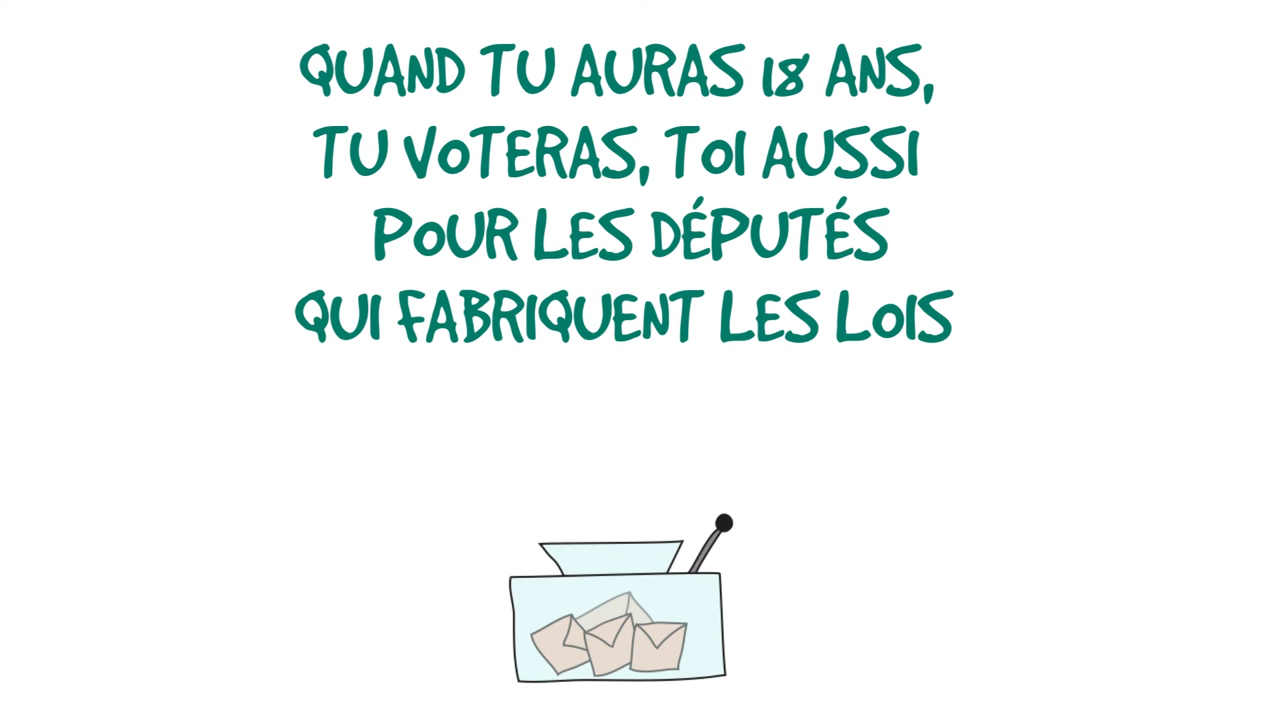 QUAND TU AURAS 18 ANS,
TU VOTERAS, TOI AUSSI
POUR LES DÉPUTÉS
QUI FABRIQUENT LES LOIS